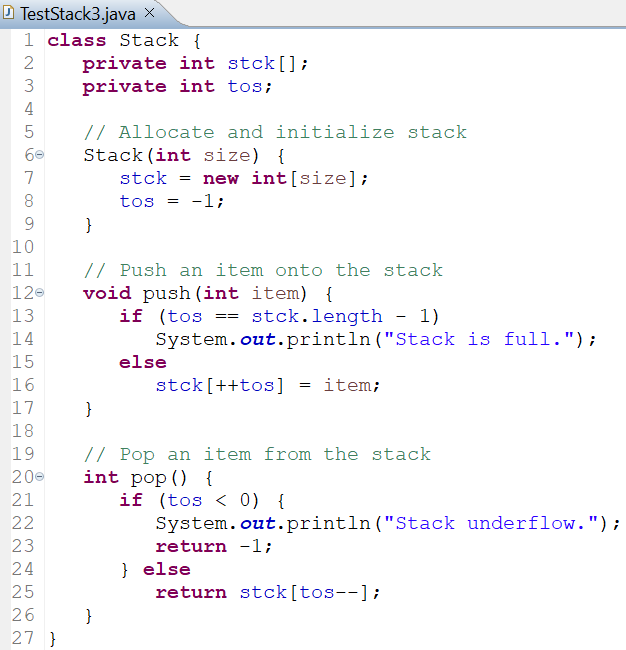 TestStack3.java
1 class Stack {
2    private int stck[];
3    private int tos;
4
5    // Allocate and initialize stack
6    Stack(int size) {
7       stck = new int[size];
8       tos = -1;
9    }
10
11    // Push an item onto the stack
12    void push(int item) {
13       if (tos == stck.length - 1)
14          System.out.println("Stack is full.");
15       else
16          stck[++tos] = item;
17    }
18
19    // Pop an item from the stack
20    int pop() {
21       if (tos < 0) {
22          System.out.println("Stack underflow.");
23          return -1;
24       } else
25          return stck[tos--];
26    }
27 }